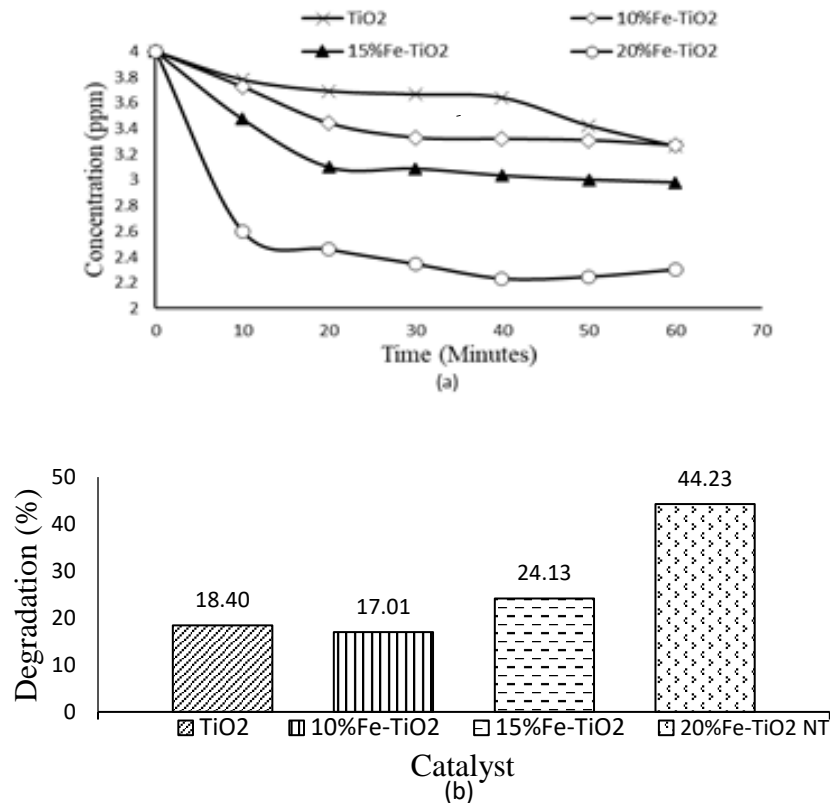 TiO2 10%Fe-TiO2
15%Fe-TiO2 20%Fe-TiO2
Concentration (ppm)
4
3.8
3.6
3.4
3.2
3
2.8
2.6
2.4
2.2
2
0 10 20 30 40 50 60 70
Time (Minutes)
(a)
Degradation (%)
50
40
30
20
10
0
18.40
17.01
24.13
44.23
TiO2 10%Fe-TiO2 15%Fe-TiO2 20%Fe-TiO2 NT
Catalyst
(b)